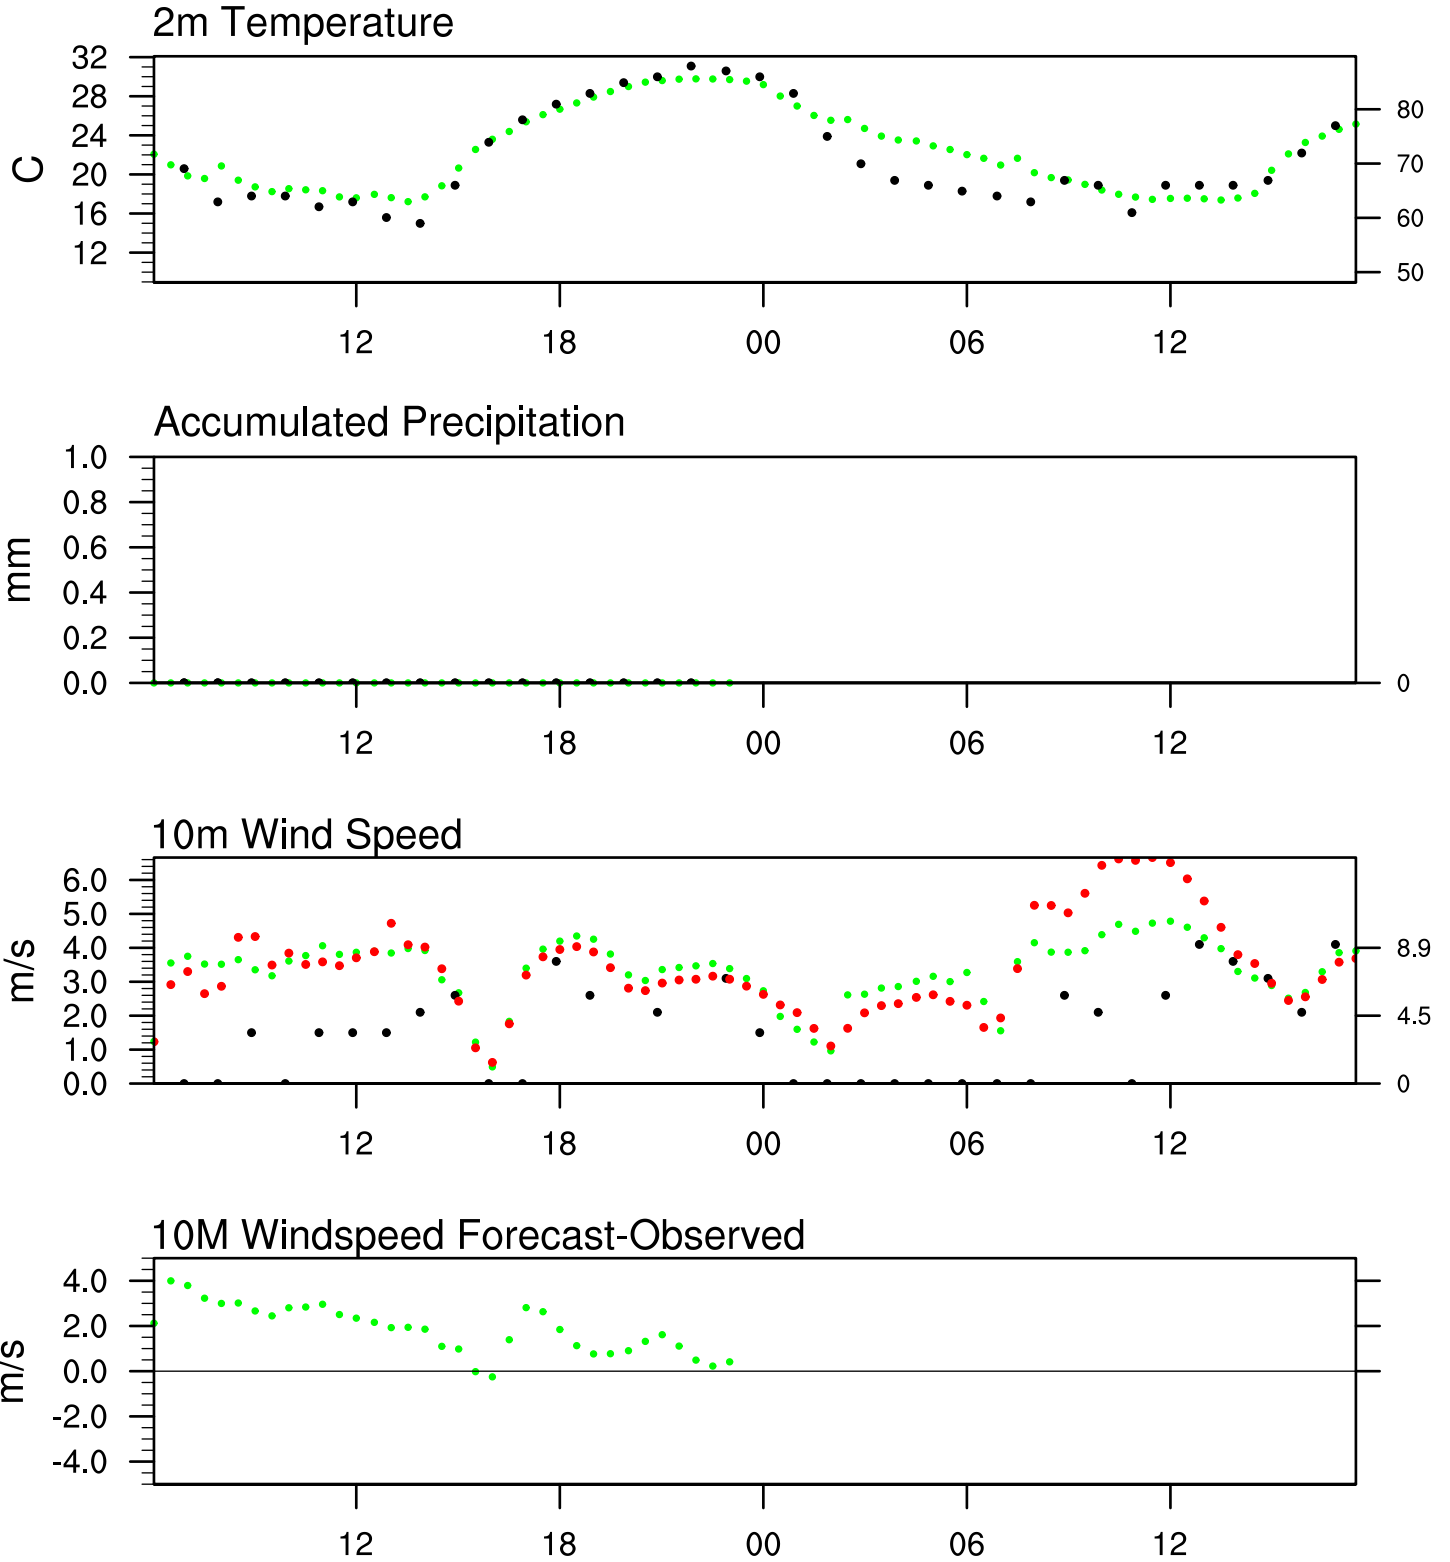 2m Temperature
32
28
24
20
16
12
C
80
70
60
50
12 18 00 06 12
Accumulated Precipitation
1.0
0.8
0.6
0.4
0.2
0.0
mm
0
12 18 00 06 12
10m Wind Speed
6.0
5.0
4.0
3.0
2.0
1.0
0.0
m/s
8.9
4.5
0
12 18 00 06 12
10M Windspeed Forecast-Observed
4.0
2.0
0.0
-2.0
-4.0
m/s
12 18 00 06 12